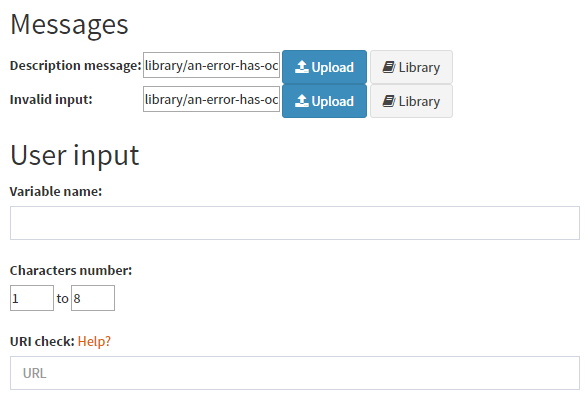 Messages
Description message: library/an-error-has-oc Upload Library
Invalid input: library/an-error-has-oc Upload Library
User input
Variable name:
Characters number:
1 to 8
URI check: Help?
URL